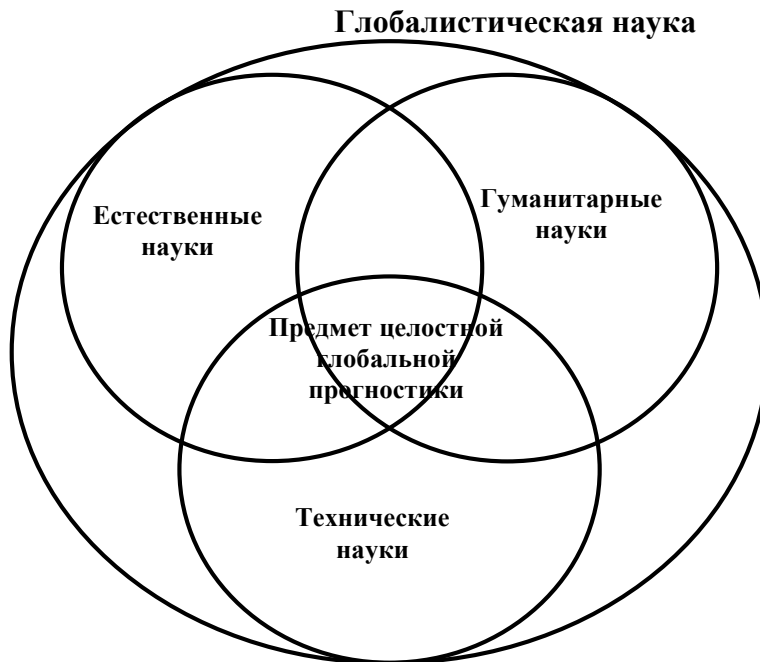 Глобалистическая наука
Естественные
науки
Гуманитарные
науки
Предмет целостной
глобальной
прогностики
Технические
науки